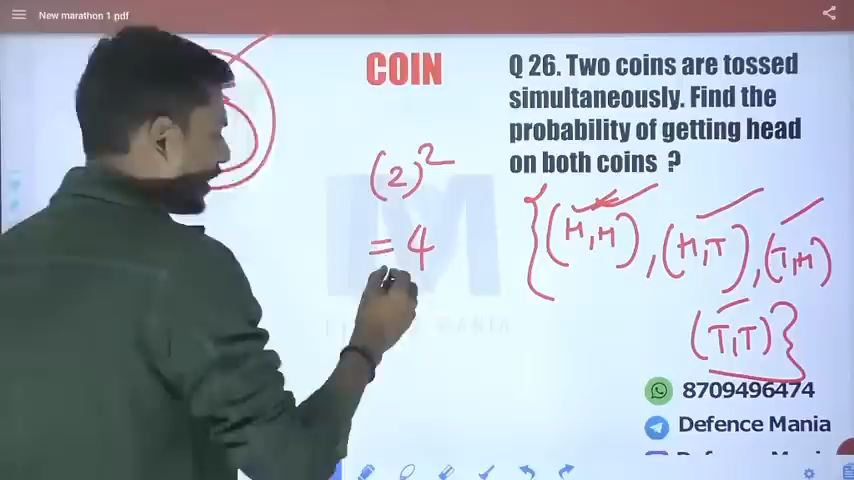 New marathon 1 pdf
COIN
Q 26. Two coins are tossed
simultaneously. Find the
probability of getting head
on both coins ?
(2)²
= 4
{(H,H), (H,T), (T,H)
(T,T)}
8709496474
Defence Mania